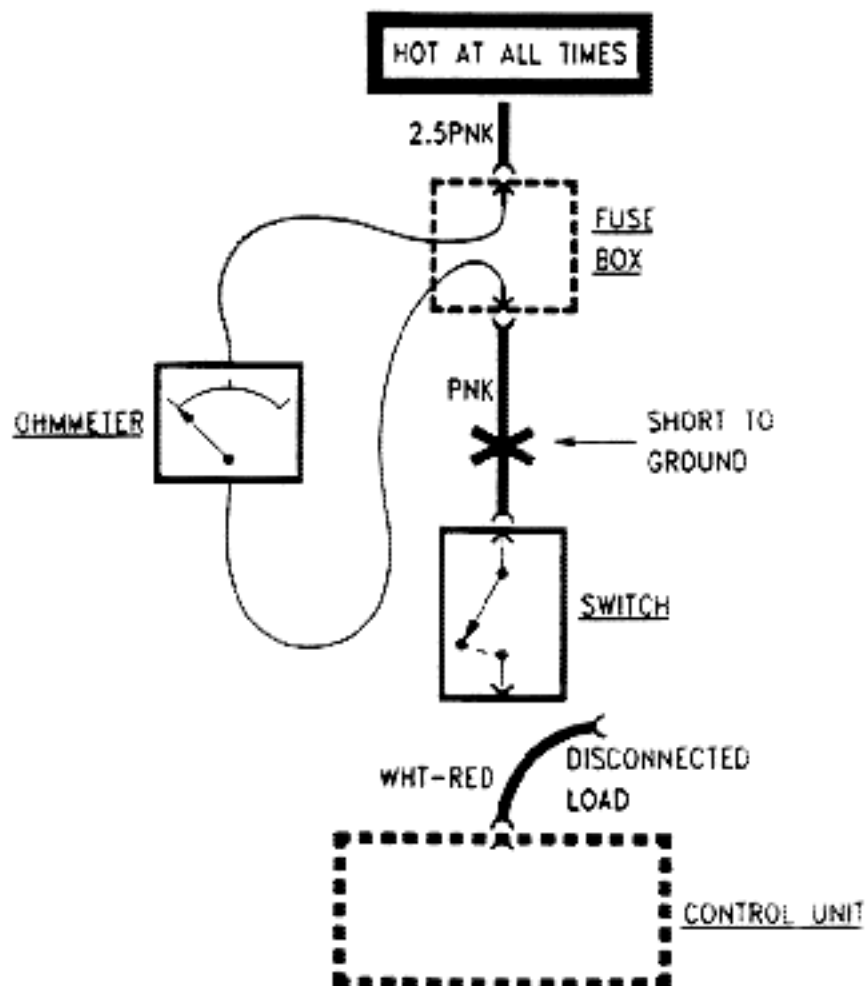 HOT AT ALL TIMES
2.5PNK
FUSE
BOX
PNK
OHMMETER
SHORT TO
GROUND
SWITCH
WHT-RED
DISCONNECTED
LOAD
CONTROL UNIT